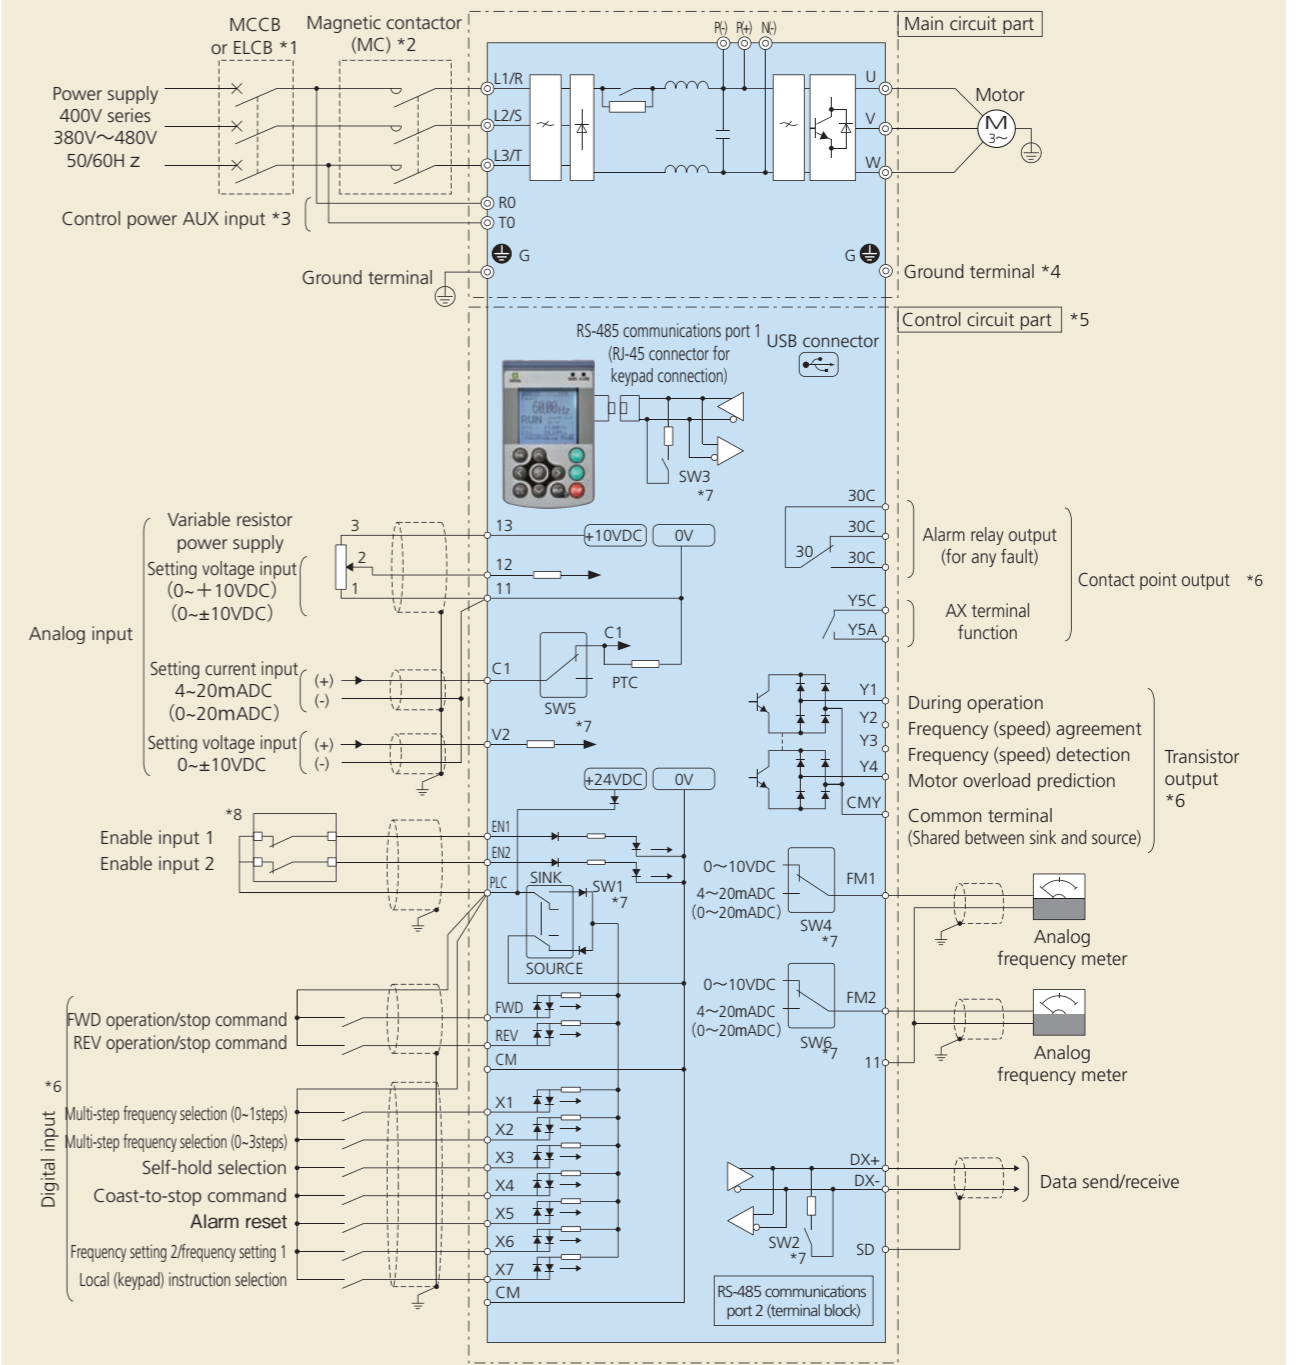 P(-) P(+) N(-)
Main circuit part
MCCB
or ELCB *1
Magnetic contactor
(MC) *2
Power supply
400V series
380V～480V
50/60H z
L1/R
L2/S
L3/T
R0
T0
U
V
W
Motor
M
3~
Control power AUX input *3
G
G
Ground terminal
Ground terminal *4
Control circuit part *5
RS-485 communications port 1
(RJ-45 connector for
keypad connection)
USB connector
60.00Hz
RUN
SW3
*7
30C
30C
30
30C
Alarm relay output
(for any fault)
Y5C
Y5A
AX terminal
function
Contact point output *6
Analog input
Variable resistor
power supply
Setting voltage input
(0~＋10VDC)
(0~±10VDC)
3
2
1
13
12
11
+10VDC
0V
Setting current input
4~20mADC
(0~20mADC)
(+)
(-)
C1
C1
PTC
SW5
*7
Setting voltage input
0~±10VDC
(+)
(-)
V2
Y1
Y2
Y3
Y4
CMY
During operation
Frequency (speed) agreement
Frequency (speed) detection
Motor overload prediction
Common terminal
(Shared between sink and source)
Transistor
output
*6
+24VDC
0V
*8
Enable input 1
Enable input 2
EN1
EN2
PLC
SINK
SW1
*7
SOURCE
0～10VDC
4～20mADC
(0～20mADC)
SW4
*7
FM1
Analog
frequency meter
0～10VDC
4～20mADC
(0～20mADC)
SW6
*7
FM2
11
Analog
frequency meter
*6
Digital input
FWD operation/stop command
REV operation/stop command
FWD
REV
CM
Multi-step frequency selection (0~1steps)
Multi-step frequency selection (0~3steps)
Self-hold selection
Coast-to-stop command
Alarm reset
Frequency setting 2/frequency setting 1
Local (keypad) instruction selection
X1
X2
X3
X4
X5
X6
X7
CM
DX+
DX-
SD
Data send/receive
SW2
*7
RS-485 communications
port 2 (terminal block)